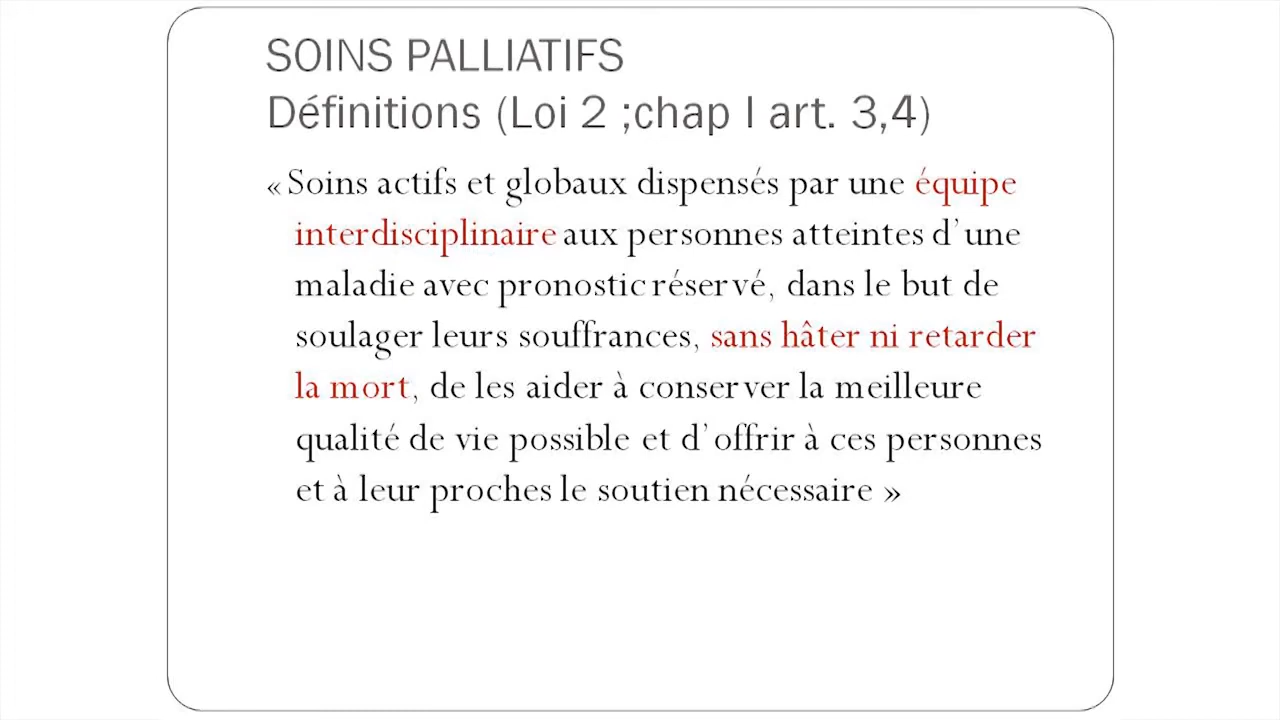 SOINS PALLIATIFS
Définitions (Loi 2 ;chap I art. 3,4)
« Soins actifs et globaux dispensés par une équipe
interdisciplinaire aux personnes atteintes d’une
maladie avec pronostic réservé, dans le but de
soulager leurs souffrances, sans hâter ni retarder
la mort, de les aider à conserver la meilleure
qualité de vie possible et d’offrir à ces personnes
et à leur proches le soutien nécessaire »